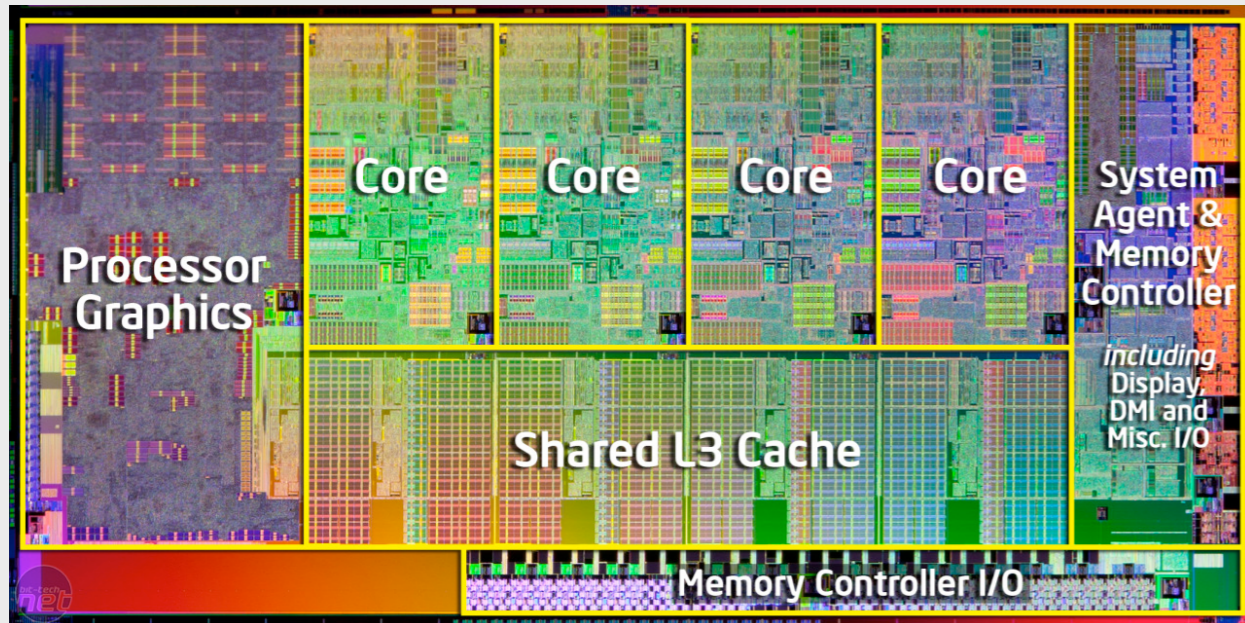 Processor
Graphics
Core
Core
Core
Core
System
Agent &
Memory
Controller
including
Display,
DMI and
Misc. I/O
Shared L3 Cache
Memory Controller I/O
bit-tech
net